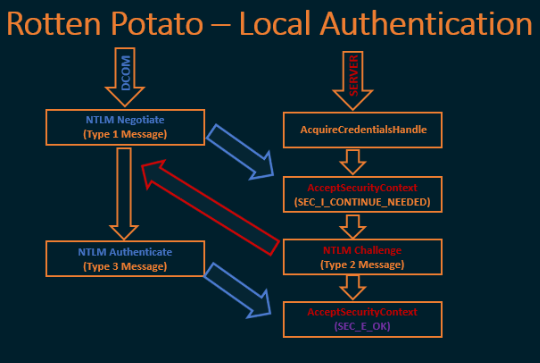 Rotten Potato – Local Authentication
DCOM
SERVER
NTLM Negotiate
(Type 1 Message)
AcquireCredentialsHandle
AcceptSecurityContext
(SEC_I_CONTINUE_NEEDED)
NTLM Authenticate
(Type 3 Message)
NTLM Challenge
(Type 2 Message)
AcceptSecurityContext
(SEC_E_OK)